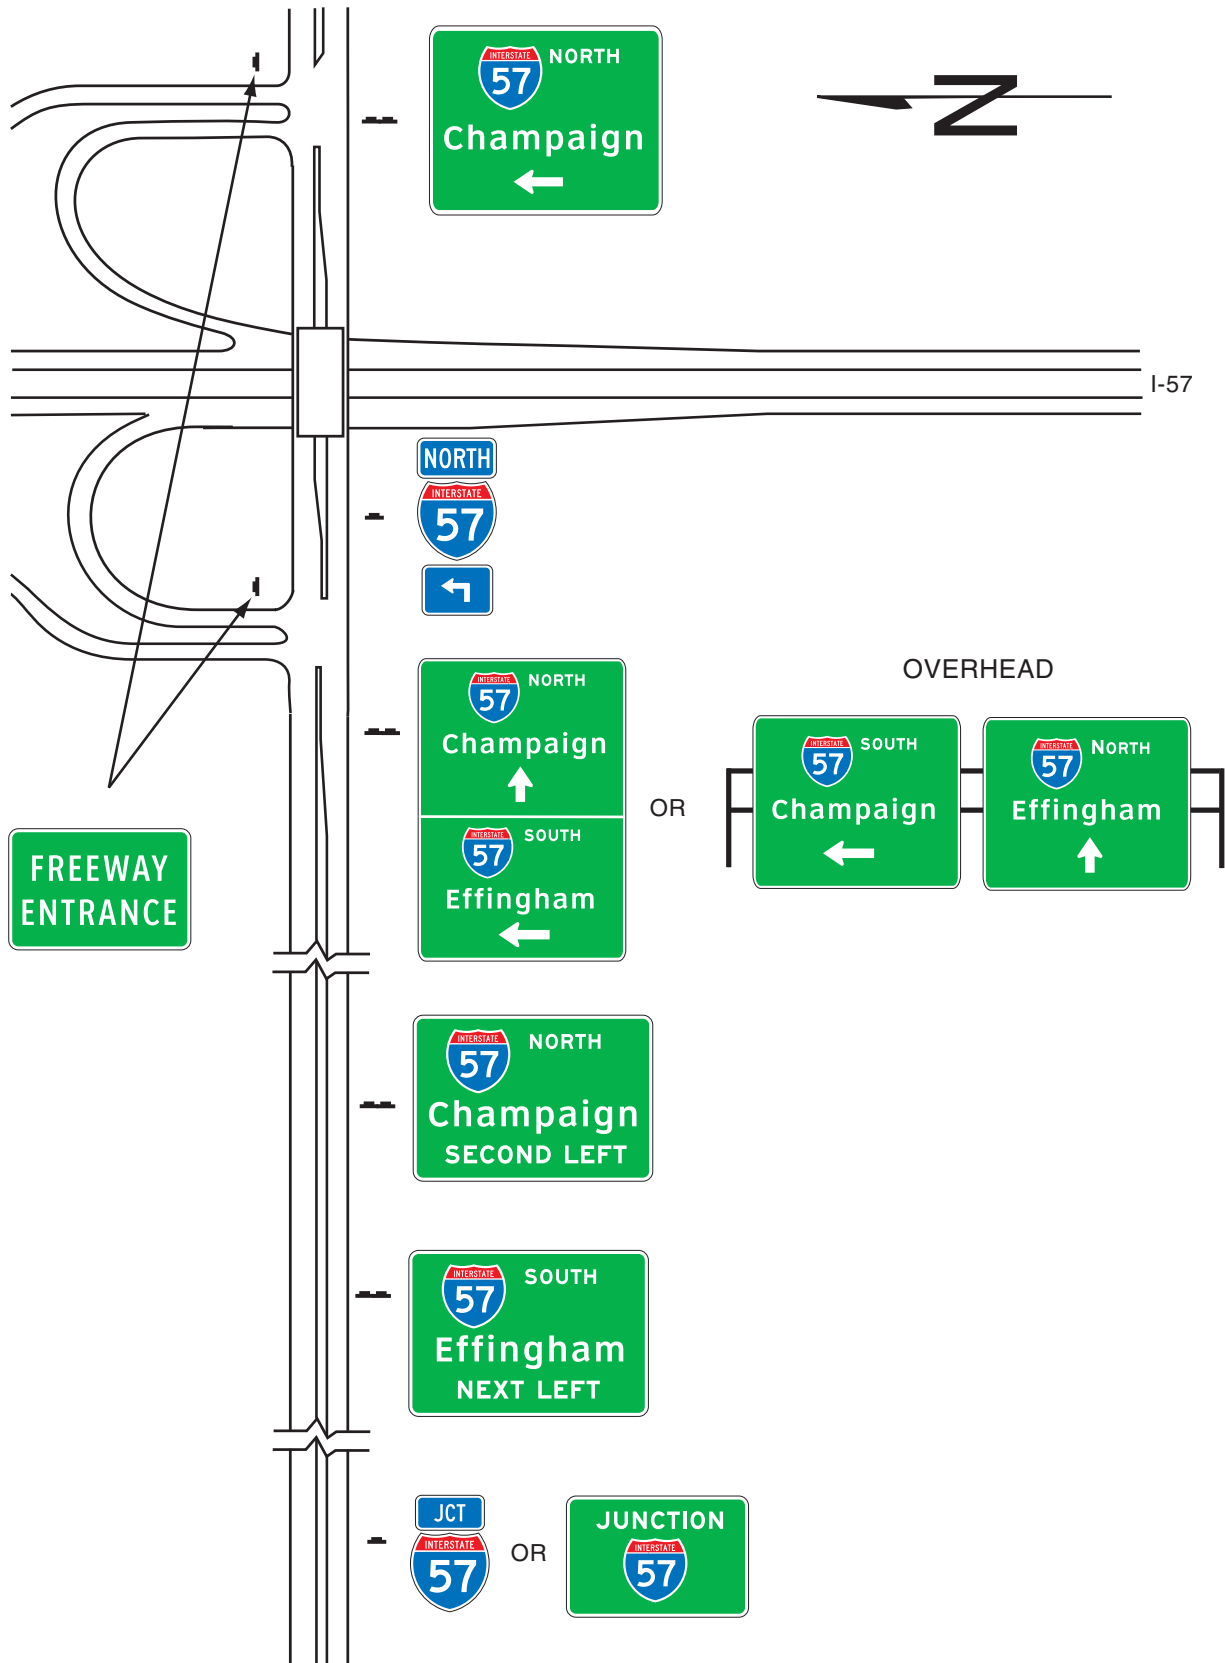 INTERSTATE
57
NORTH
Champaign
N
I-57
NORTH
INTERSTATE
57
INTERSTATE
57
NORTH
Champaign
INTERSTATE
57
SOUTH
Effingham
OR
OVERHEAD
INTERSTATE
57
SOUTH
Champaign
INTERSTATE
57
NORTH
Effingham
FREEWAY
ENTRANCE
INTERSTATE
57
NORTH
Champaign
SECOND LEFT
INTERSTATE
57
SOUTH
Effingham
NEXT LEFT
JCT
INTERSTATE
57
OR
JUNCTION
INTERSTATE
57